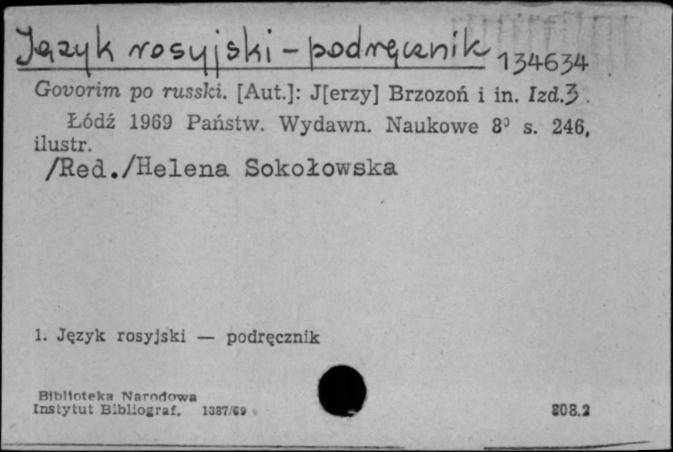 Język rosyjski - podręcznik 134634
Govorim po russki. [Aut.]: J[erzy] Brzozoń i in. Izd. 3.
Łódź 1969 Państw. Wydawn. Naukowe 8⁰ s. 246,
ilustr.
/Red./Helena Sokołowska
1. Język rosyjski — podręcznik
Biblioteka Narodowa
Instytut Bibliograf. 1387/69
808.2